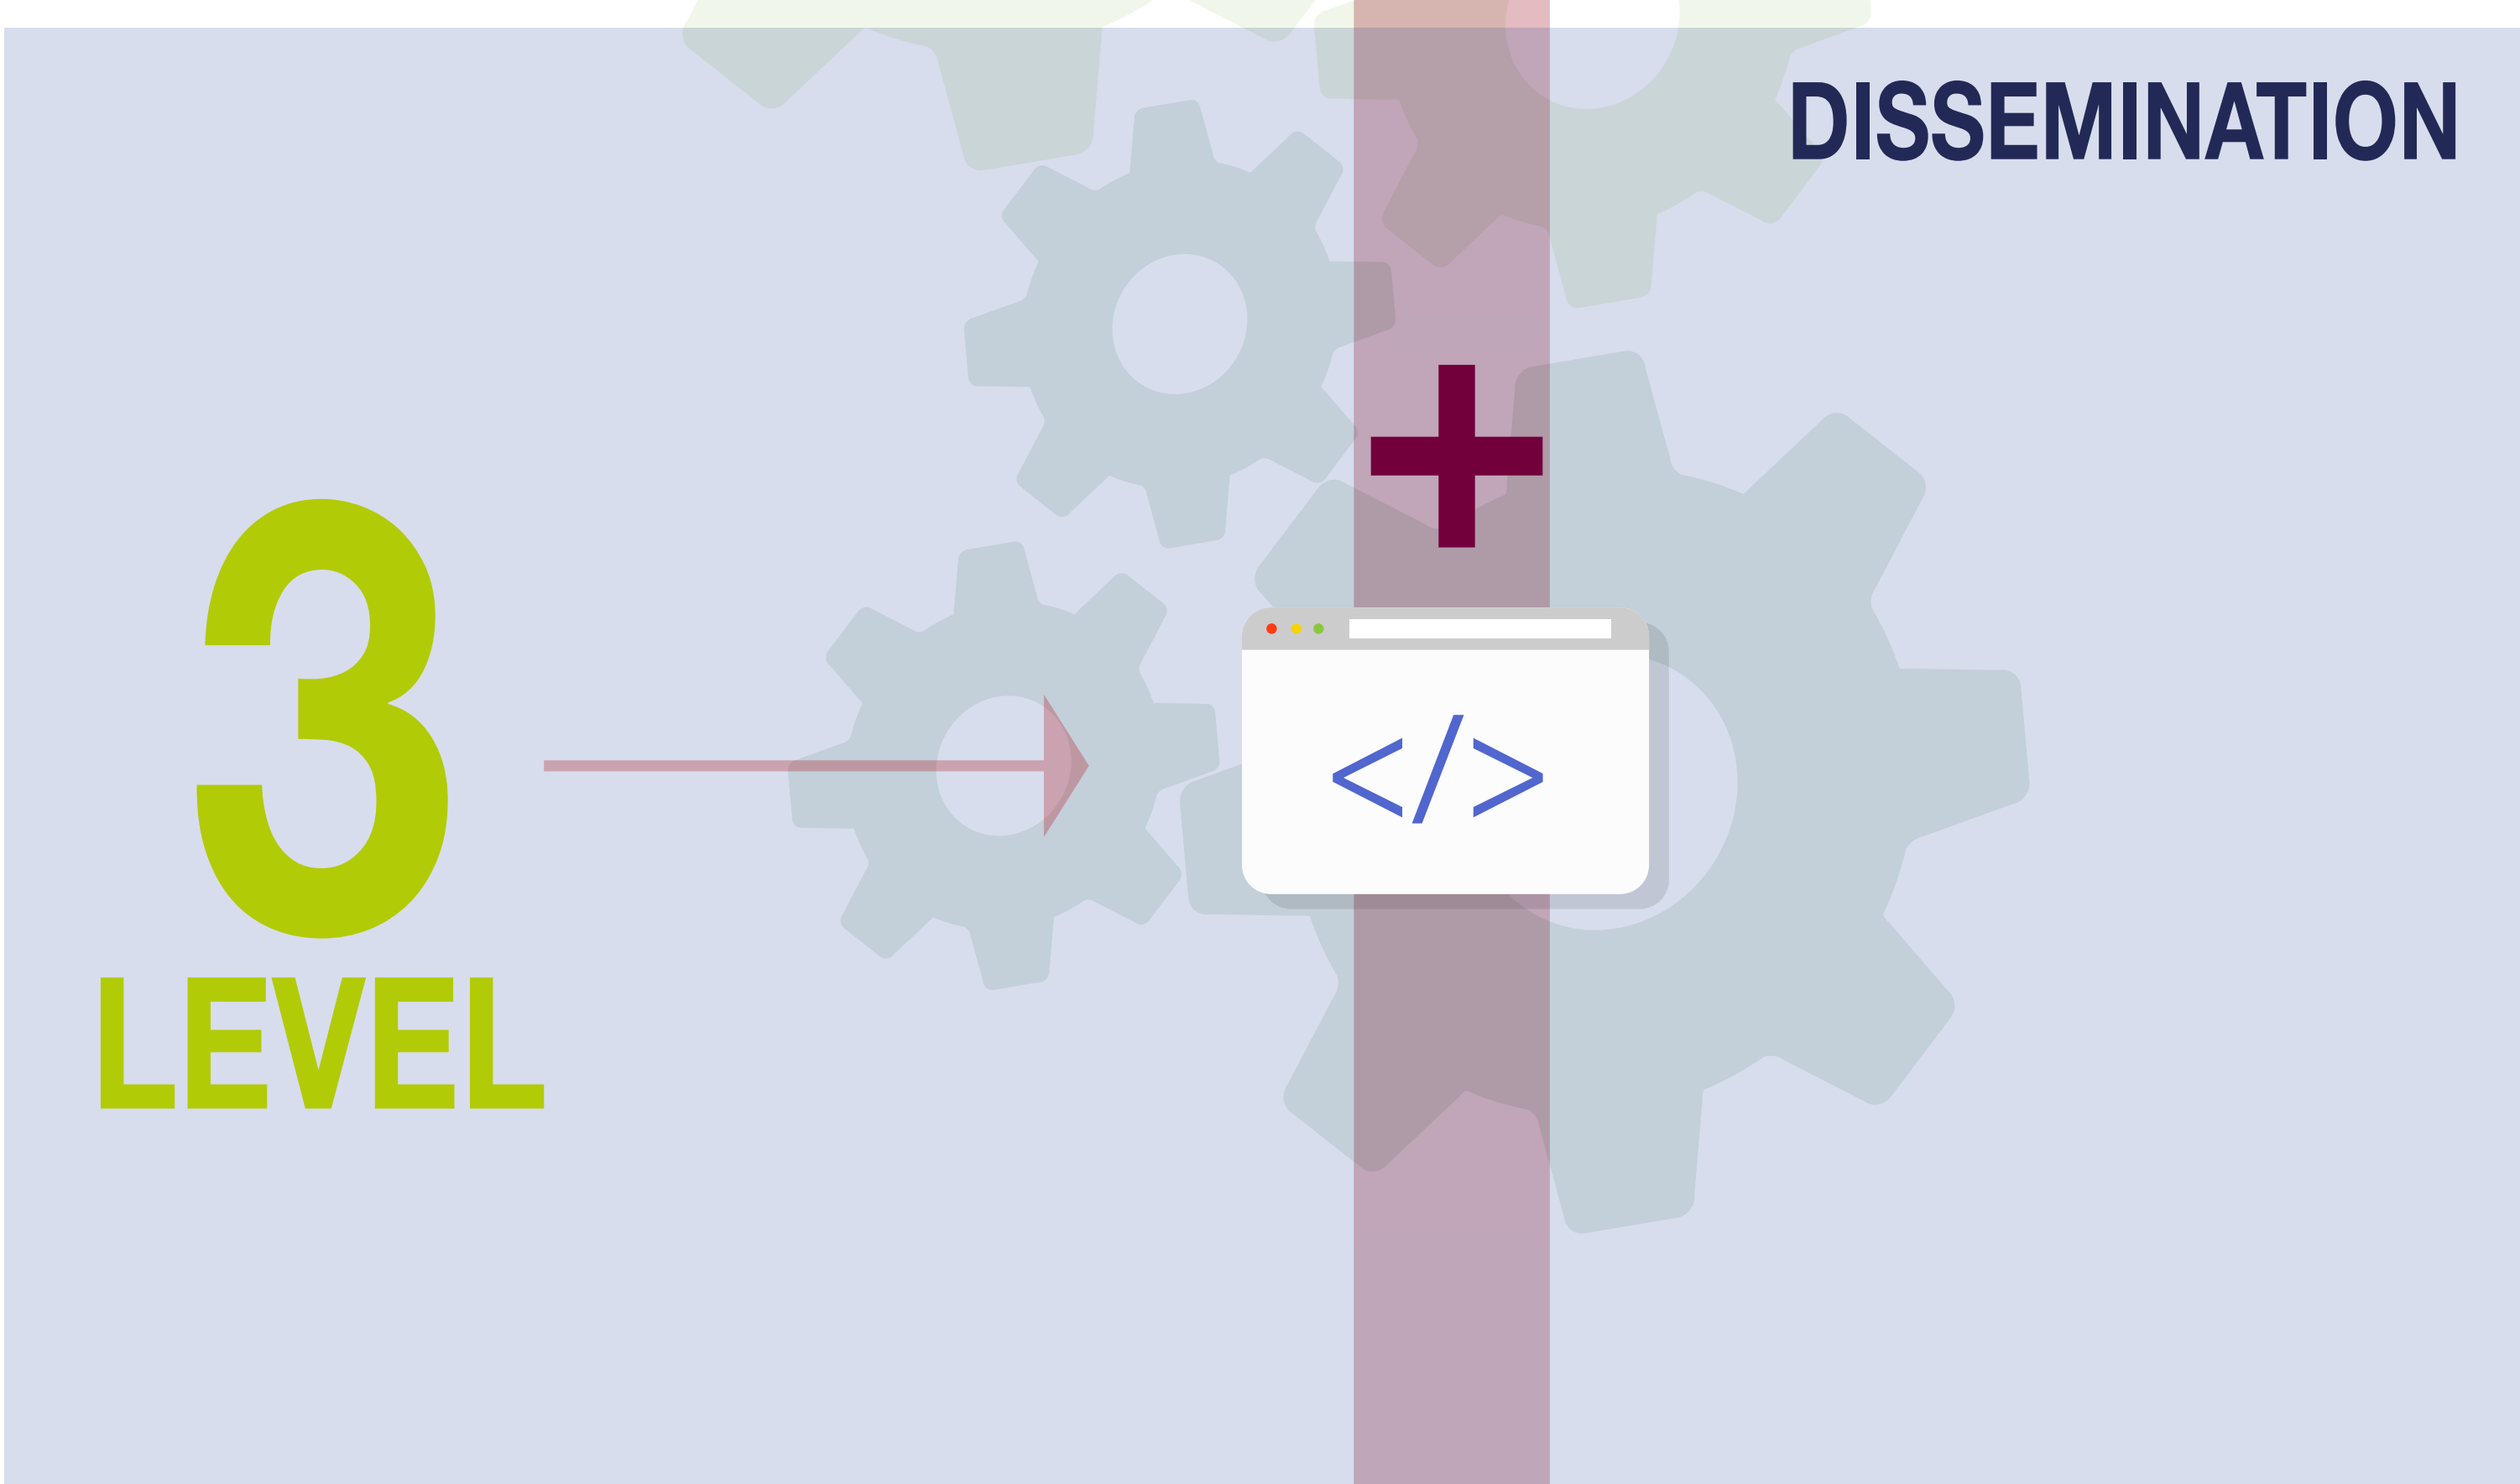 DISSEMINATION
+
</>
3
LEVEL